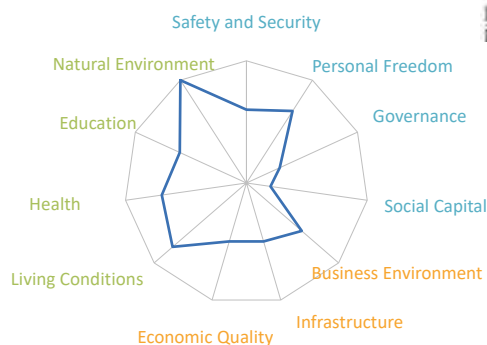 Safety and Security
Natural Environment
Personal Freedom
Education
Governance
Health
Social Capital
Living Conditions
Business Environment
Infrastructure
Economic Quality